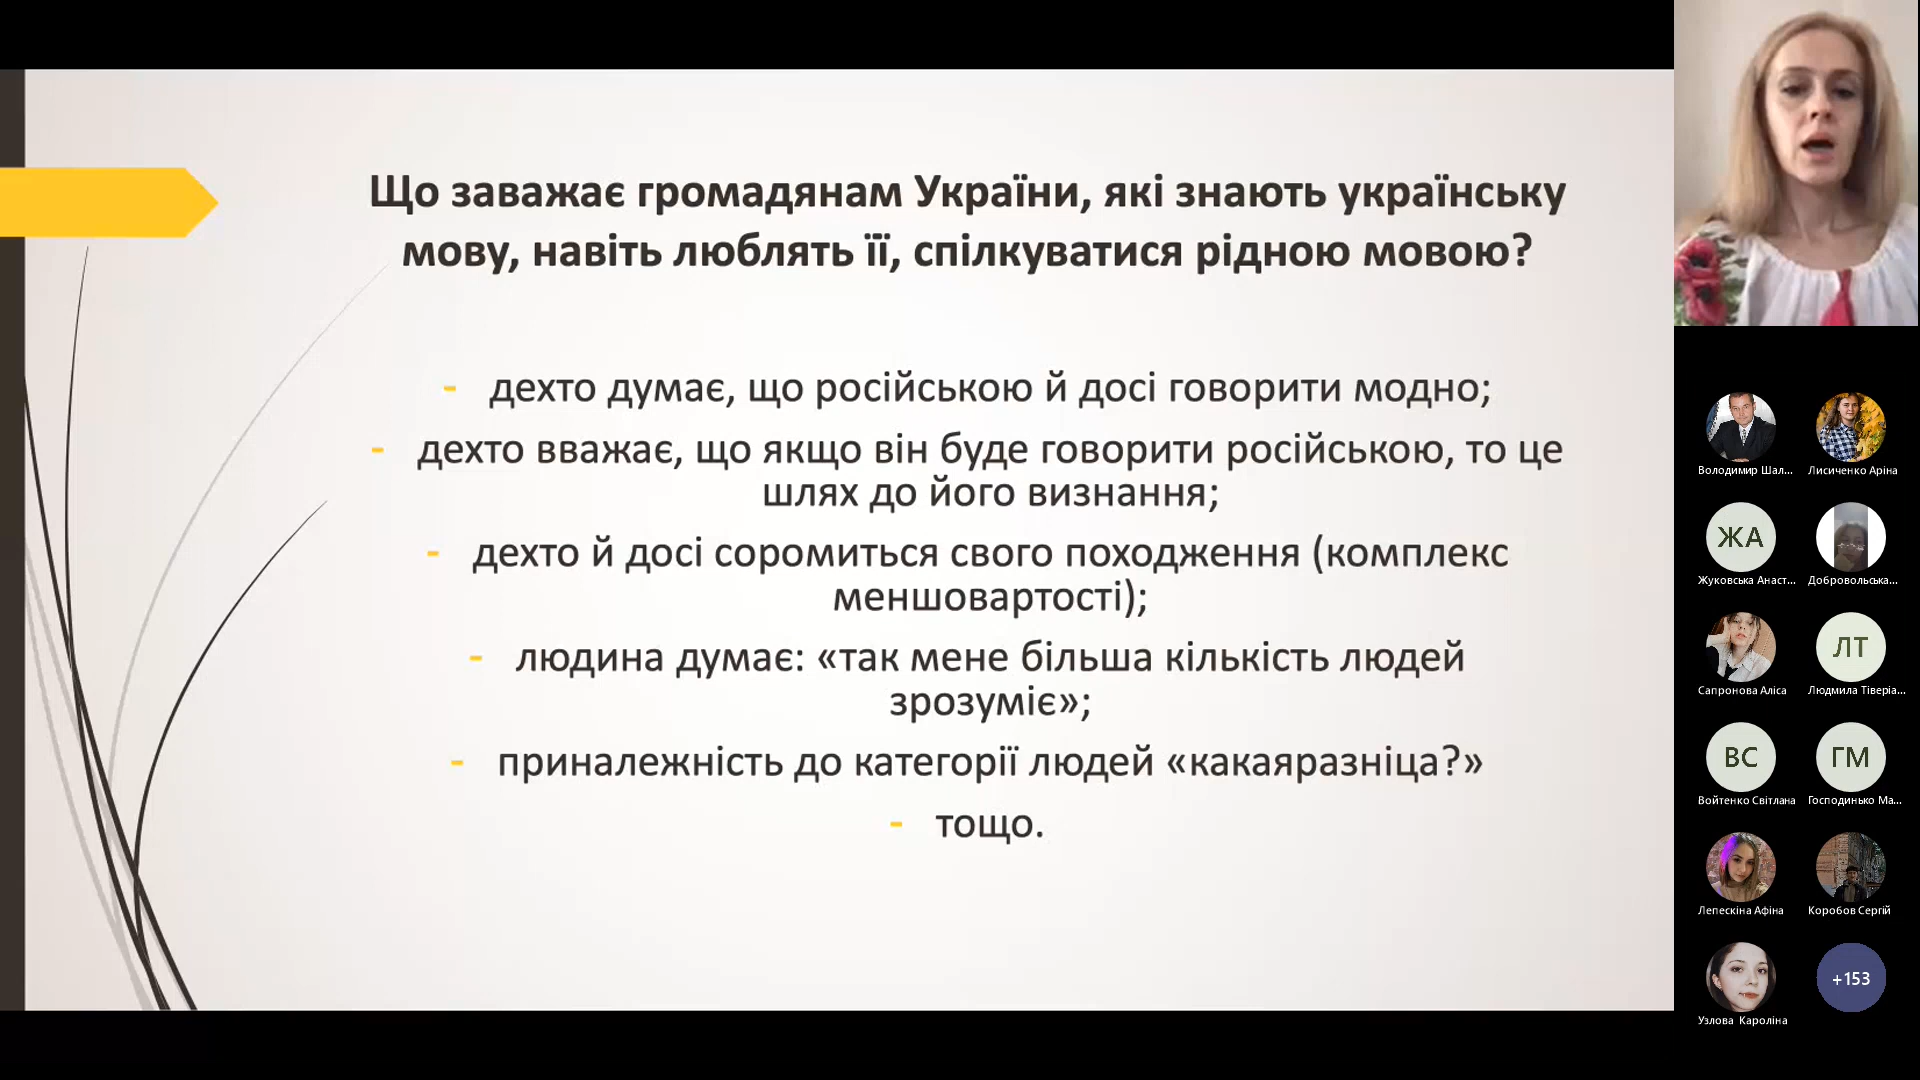 Що заважає громадянам України, які знають українську
мову, навіть люблять її, спілкуватися рідною мовою?
- дехто думає, що російською й досі говорити модно;
- дехто вважає, що якщо він буде говорити російською, то це
шлях до його визнання;
- дехто й досі соромиться свого походження (комплекс
меншовартості);
- людина думає: «так мене більша кількість людей
зрозуміє»;
- приналежність до категорії людей «какаяразніца?»
- тощо.
Володимир Шал...
Лисиченко Аріна
ЖА
Жуковська Анаст...
Добровольська...
Сапронова Аліса
ЛТ
Людмила Тіверіа...
ВС
Войтенко Світлана
ГМ
Господинько Ма...
Лепескіна Афіна
Коробов Сергій
Узлова Кароліна
+153